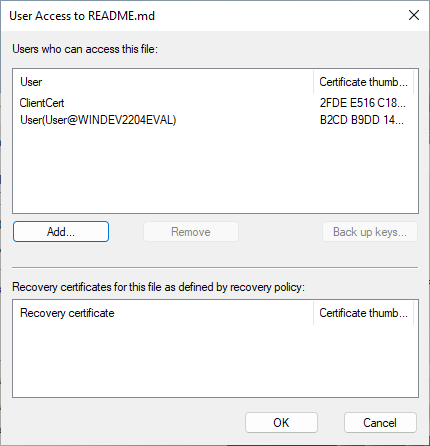 User Access to README.md
Users who can access this file:
User Certificate thumb...
ClientCert 2FDE E516 C18...
User(User@WINDEV2204EVAL) B2CD B9DD 14...
Add... Remove Back up keys...
Recovery certificates for this file as defined by recovery policy:
Recovery certificate Certificate thumb...
OK Cancel